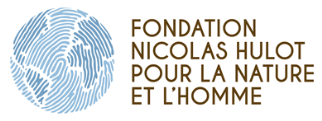 FONDATION
NICOLAS HULOT
POUR LA NATURE
ET L'HOMME